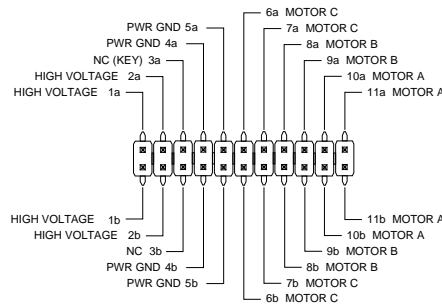 6a MOTOR C
PWR GND 5a
7a MOTOR C
PWR GND 4a
8a MOTOR B
NC (KEY) 3a
9a MOTOR B
HIGH VOLTAGE 2a
10a MOTOR A
HIGH VOLTAGE 1a
11a MOTOR A
HIGH VOLTAGE 1b
11b MOTOR A
HIGH VOLTAGE 2b
10b MOTOR A
NC 3b
9b MOTOR B
PWR GND 4b
8b MOTOR B
PWR GND 5b
7b MOTOR C
6b MOTOR C